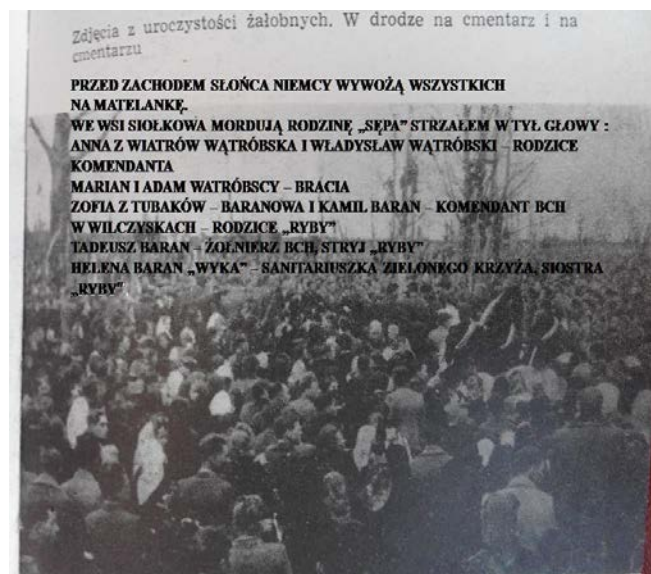 Zdjęcia z uroczystości żałobnych. W drodze na cmentarz i na
cmentarzu
PRZED ZACHODEM SŁOŃCA NIEMCY WYWOŻĄ WSZYSTKICH
NA MATELANKĘ.
WE WSI SIOŁKOWA MORDUJĄ RODZINĘ „SĘPA” STRZAŁEM W TYŁ GŁOWY :
ANNA Z WIATRÓW WĄTRÓBSKA I WŁADYSŁAW WĄTRÓBSKI – RODZICE
KOMENDANTA
MARIAN I ADAM WATRÓBSCY – BRACIA
ZOFIA Z TUBAKÓW – BARANOWA I KAMIL BARAN – KOMENDANT BCH
W WILCZYSKACH – RODZICE „RYBY”
TADEUSZ BARAN – ŻOŁNIERZ BCH, STRYJ „RYBY”
HELENA BARAN „WYKA” – SANITARIUSZKA ZIELONEGO KRZYŻA, SIOSTRA
„RYBY”